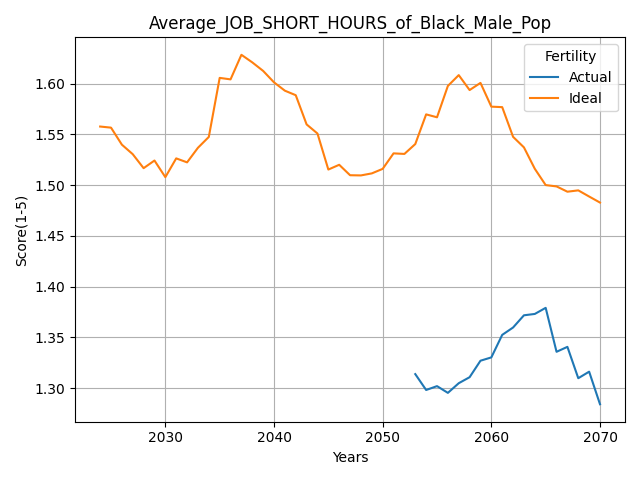 Average_JOB_SHORT_HOURS_of_Black_Male_Pop
Fertility
Actual
Ideal
Score(1-5)
1.60
1.55
1.50
1.45
1.40
1.35
1.30
2030 2040 2050 2060 2070
Years